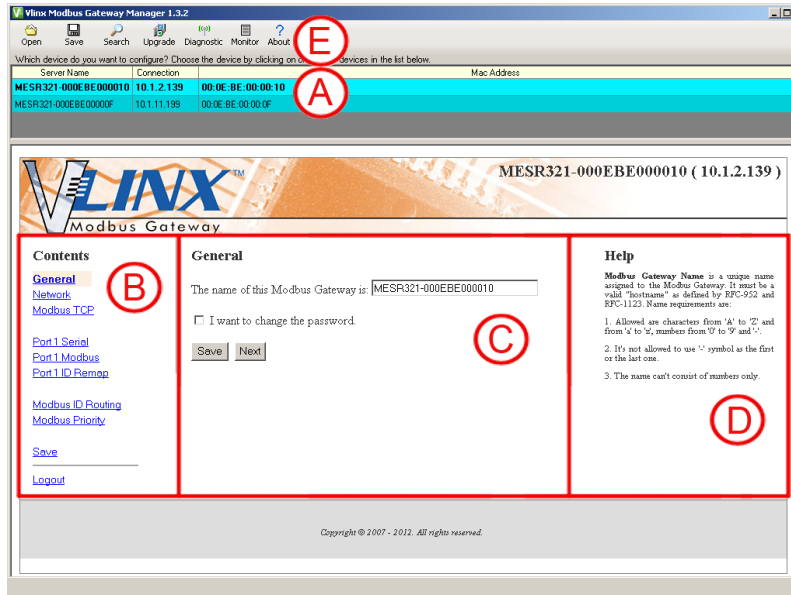 Vlinx Modbus Gateway Manager 1.3.2
Open Save Search Upgrade Diagnostic Monitor About
E
Which device do you want to configure? Choose the device by clicking on devices in the list below.
Server Name Connection Mac Address
MESR321-000EBE000010 10.1.2.139 00:0E:BE:00:00:10
MESR321-000EBE00000F 10.1.11.199 00:0E:BE:00:00:0F
A
VLINX TM
Modbus Gateway
MESR321-000EBE000010 ( 10.1.2.139 )
Contents
General
Network
Modbus TCP
Port 1 Serial
Port 1 Modbus
Port 1 ID Remap
Modbus ID Routing
Modbus Priority
Save
Logout
B
General
The name of this Modbus Gateway is: MESR321-000EBE000010
I want to change the password.
Save Next
C
Help
Modbus Gateway Name is a unique name
assigned to the Modbus Gateway. It must be a
valid "hostname" as defined by RFC-952 and
RFC-1123. Name requirements are:
1. Allowed are characters from 'A' to 'Z' and
from 'a' to 'z', numbers from '0' to '9' and '-'.
2. It's not allowed to use '-' symbol as the first
or the last one.
3. The name can't consist of numbers only.
D
Copyright © 2007 - 2012. All rights reserved.